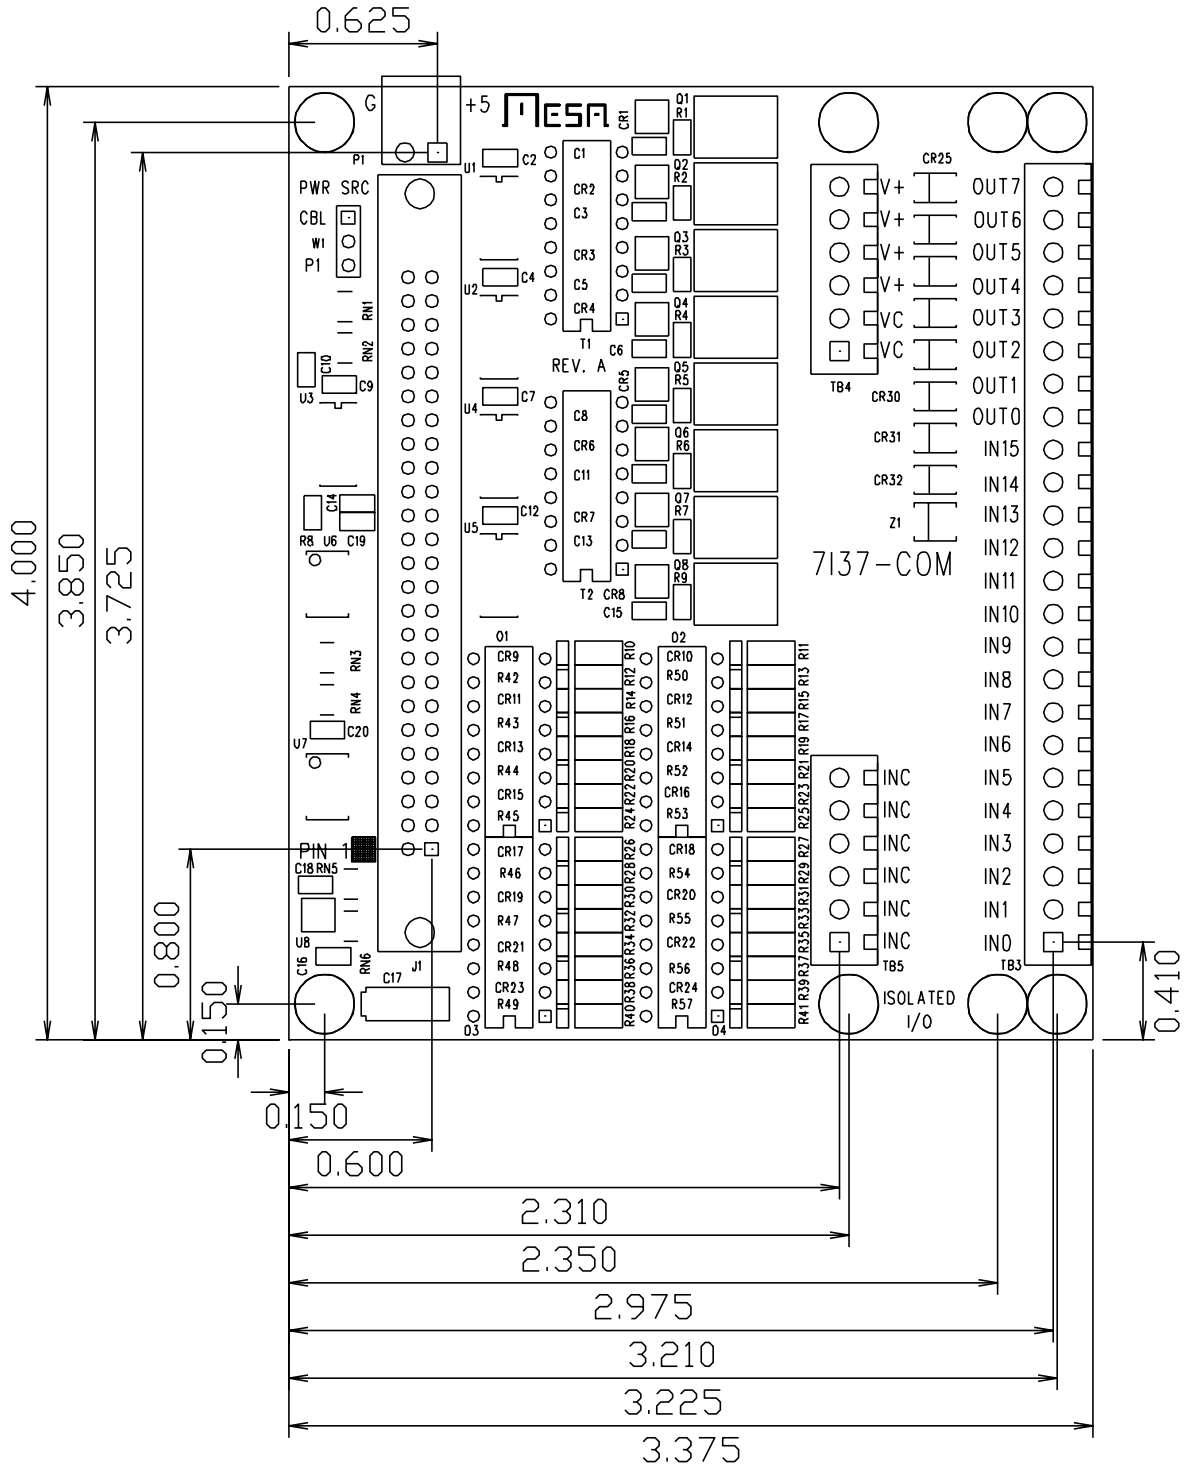 0.625
G
+5
MESA
CR1
Q1
R1
P1
U1
C2
C1
Q2
R2
CR25
PWR SRC
CR2
V+
OUT7
CBL
C3
V+
OUT6
W1
CR3
Q3
R3
V+
OUT5
P1
U2
C4
C5
V+
OUT4
RN1
CR4
Q4
R4
VC
OUT3
RN2
T1
C6
VC
OUT2
REV. A
C10
U3
C9
CR5
Q5
R5
TB4
CR30
OUT1
U4
C7
C8
OUT0
CR6
Q6
R6
CR31
IN15
C11
CR32
IN14
C14
Q7
R7
U5
C12
CR7
Z1
IN13
R8
U6
C19
C13
IN12
7I37-COM
Q8
R9
IN11
T2
CR8
C15
IN10
O1
O2
CR9
R10
CR10
R11
IN9
RN3
R42
R12
R50
R13
IN8
RN4
CR11
R14
CR12
R15
IN7
R43
R16
R51
R17
C20
U7
CR13
R18
CR14
R19
IN6
R44
R20
R52
R21
INC
IN5
CR15
R22
CR16
R23
INC
IN4
R45
R24
R53
R25
PIN 1
CR17
R26
CR18
R27
INC
IN3
C18
RN5
R46
R28
R54
R29
INC
IN2
CR19
R30
CR20
R31
INC
IN1
U8
R47
R32
R55
R33
CR21
R34
CR22
R35
INC
IN0
C16
RN6
J1
R48
R36
R56
R37
TB5
TB3
C17
CR23
R38
CR24
R39
ISOLATED
I/O
R49
R40
R57
R41
O3
O4
4.000
3.850
3.725
0.800
0.150
0.410
0.150
0.600
2.310
2.350
2.975
3.210
3.225
3.375